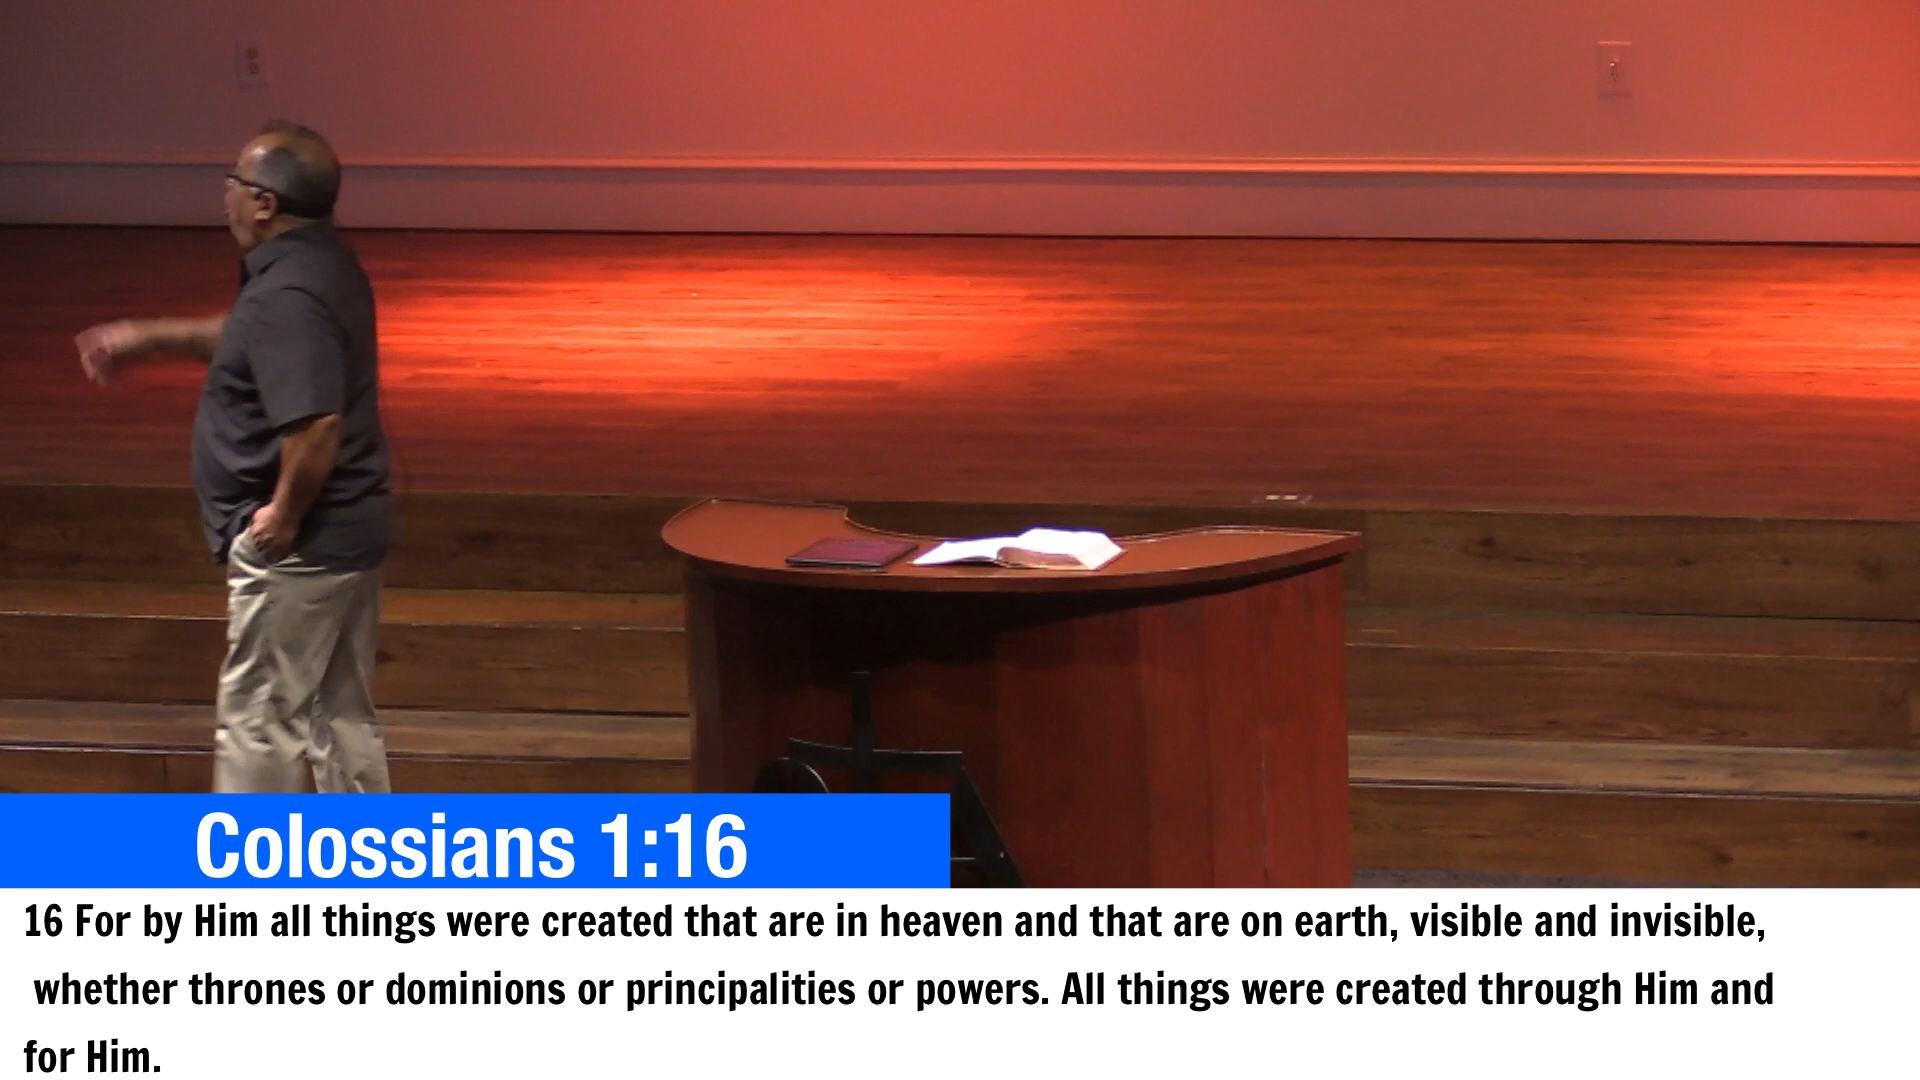 Colossians 1:16
16 For by Him all things were created that are in heaven and that are on earth, visible and invisible,
whether thrones or dominions or principalities or powers. All things were created through Him and
for Him.